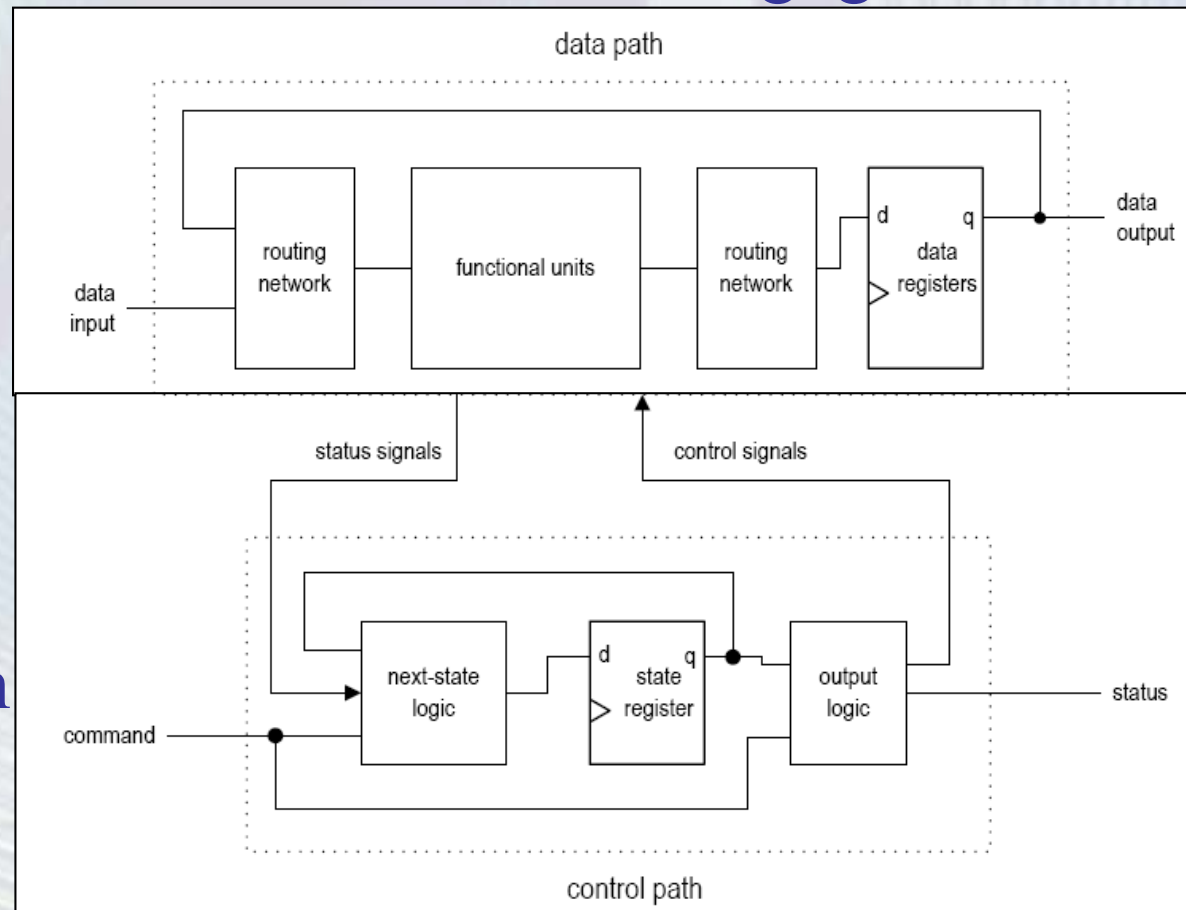 data path
routing
network
functional units
routing
network
d
q
data
registers
data
output
data
input
status signals
control signals
next-state
logic
d
q
state
register
output
logic
command
status
control path